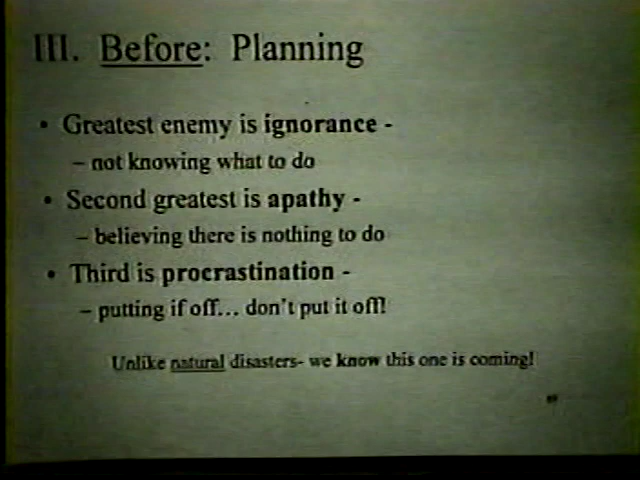 III. Before: Planning
• Greatest enemy is ignorance -
– not knowing what to do
• Second greatest is apathy -
– believing there is nothing to do
• Third is procrastination -
– putting if off... don't put it off!
Unlike natural disasters- we know this one is coming!